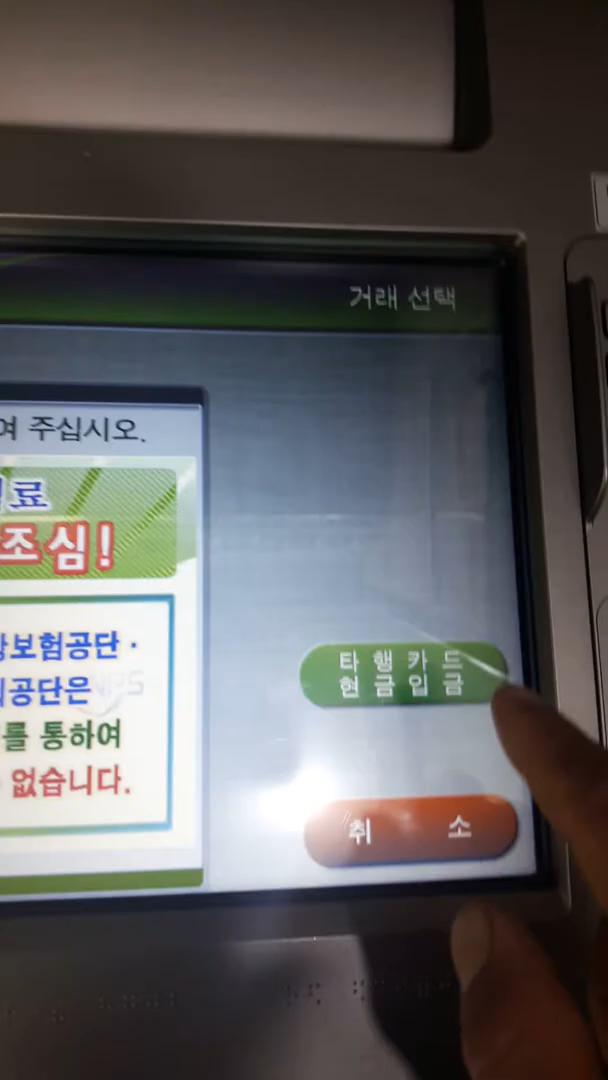 거래 선택
여 주십시오.
료
조심!
보험공단·
공단은
를 통하여
없습니다.
타행카드
현금입금
취 소